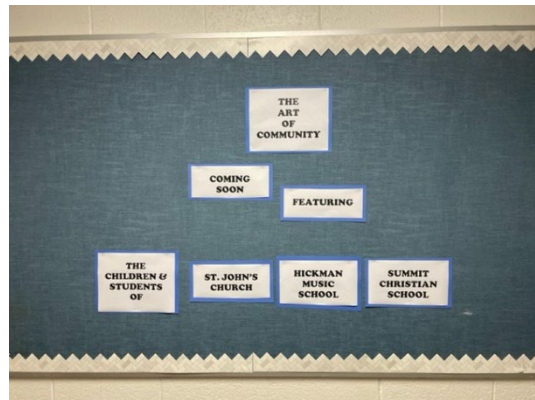 THE
ART
OF
COMMUNITY
COMING
SOON
FEATURING
THE
CHILDREN &
STUDENTS
OF
ST. JOHN'S
CHURCH
HICKMAN
MUSIC
SCHOOL
SUMMIT
CHRISTIAN
SCHOOL